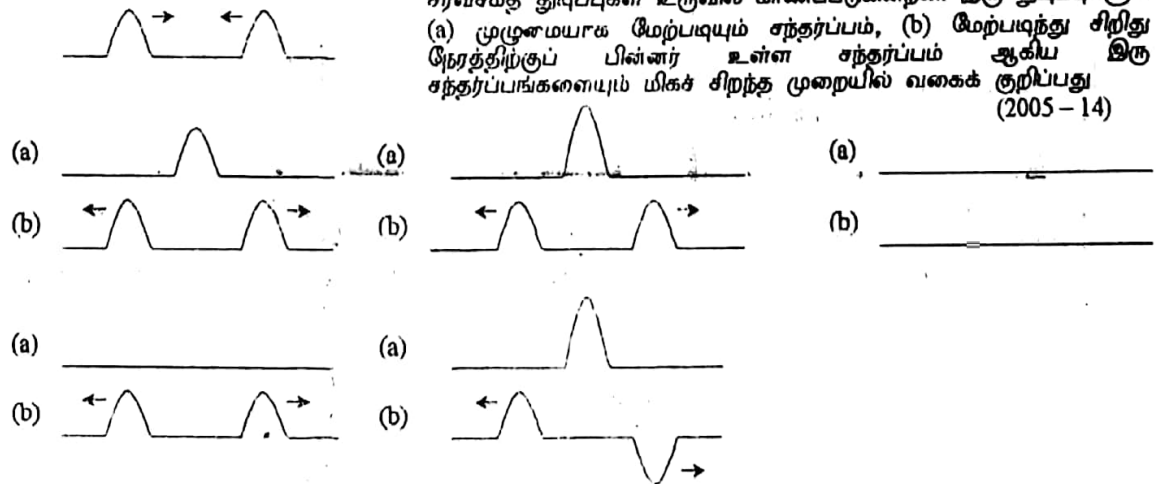 (a) முழுமையாக மேற்படியும் சந்தர்ப்பம், (b) மேற்படிந்து சிறிது
நேரத்திற்குப் பின்னர் உள்ள சந்தர்ப்பம் ஆகிய இரு
சந்தர்ப்பங்களையும் மிகச் சிறந்த முறையில் வகைக் குறிப்பது
(2005 – 14)
(a) (a) (a)
(b) (b) (b)
(a) (a)
(b) (b)